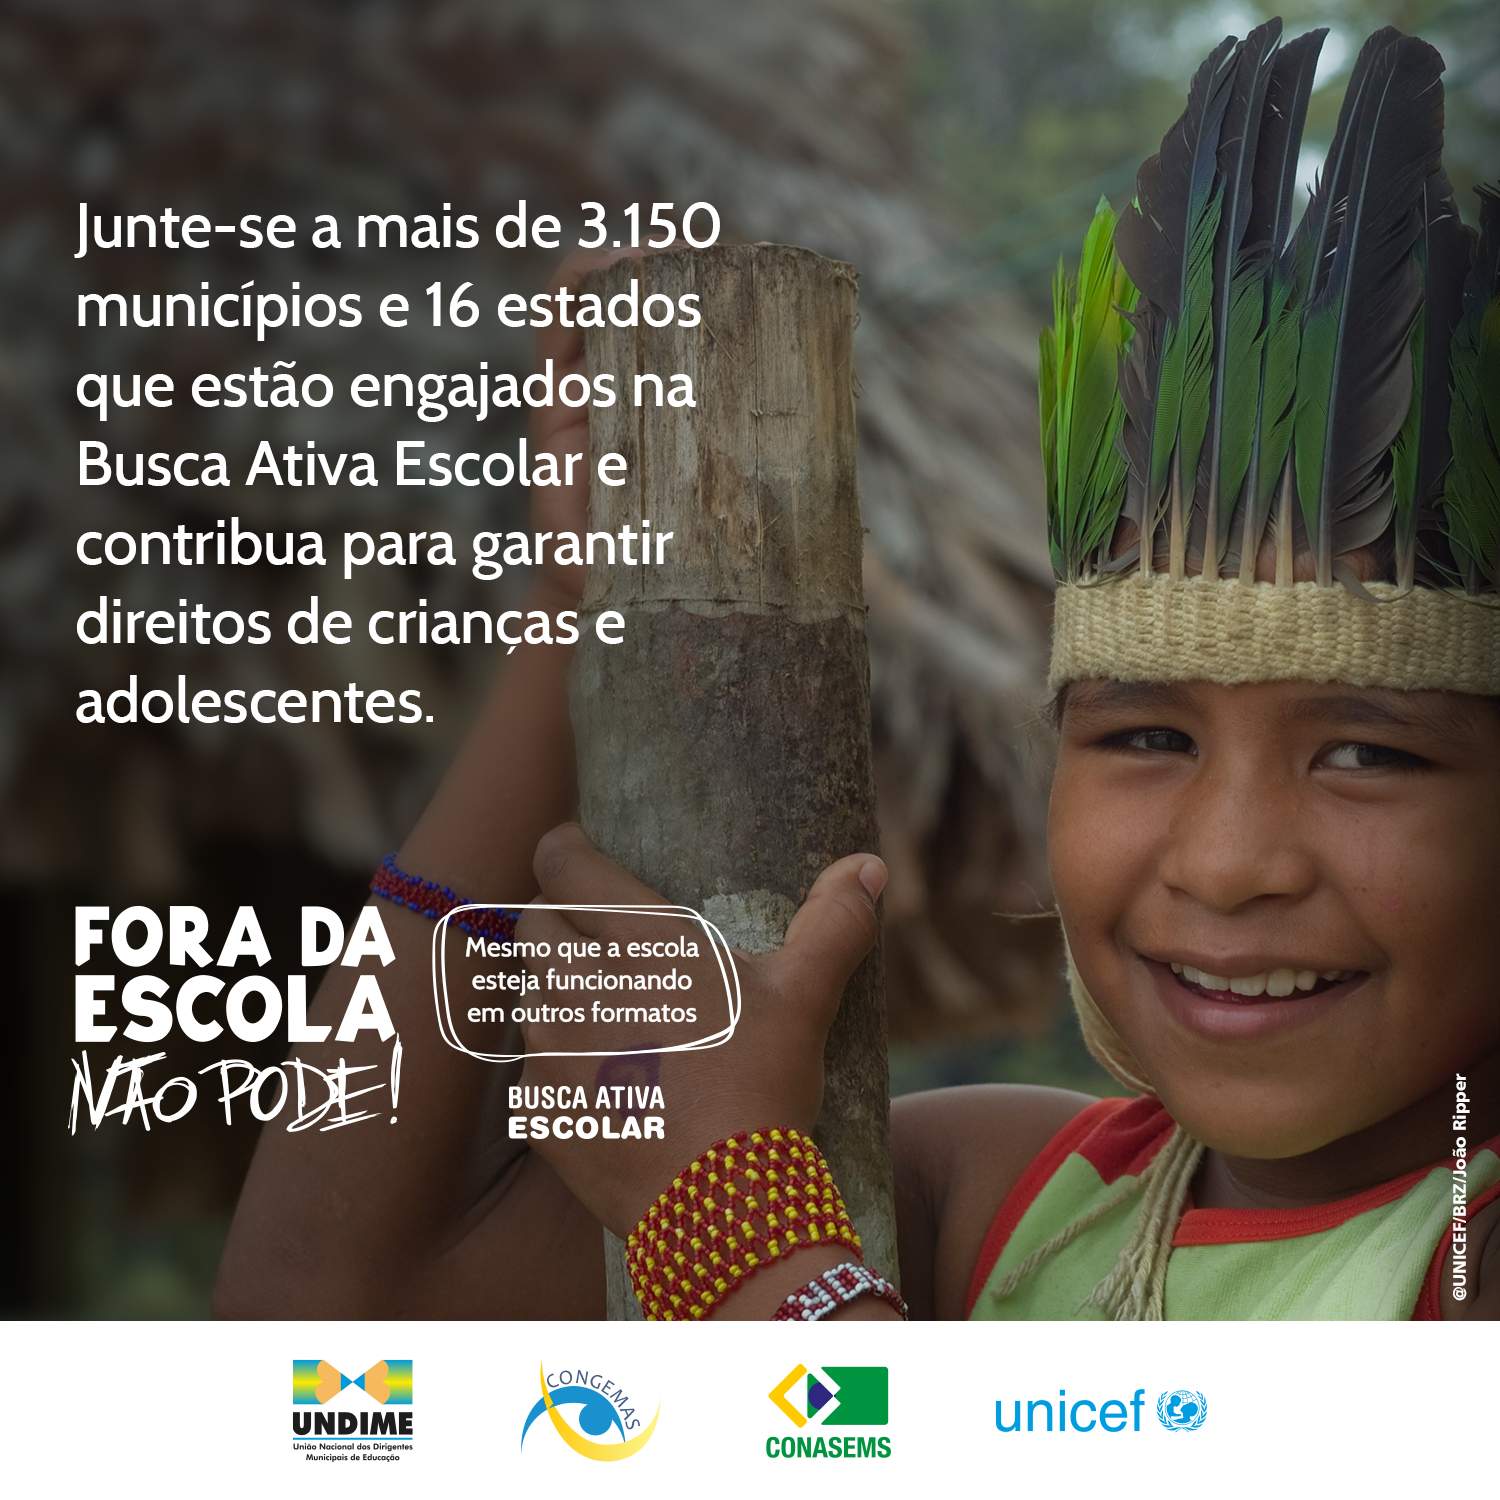 Junte-se a mais de 3.150
municípios e 16 estados
que estão engajados na
Busca Ativa Escolar e
contribua para garantir
direitos de crianças e
adolescentes.
FORA DA
ESCOLA
NÃO PODE!
Mesmo que a escola
esteja funcionando
em outros formatos
BUSCA ATIVA
ESCOLAR
@UNICEF/BRZ/João Ripper
UNDIME
União Nacional dos Dirigentes
Municipais de Educação
CONGEMAS
CONASEMS
unicef